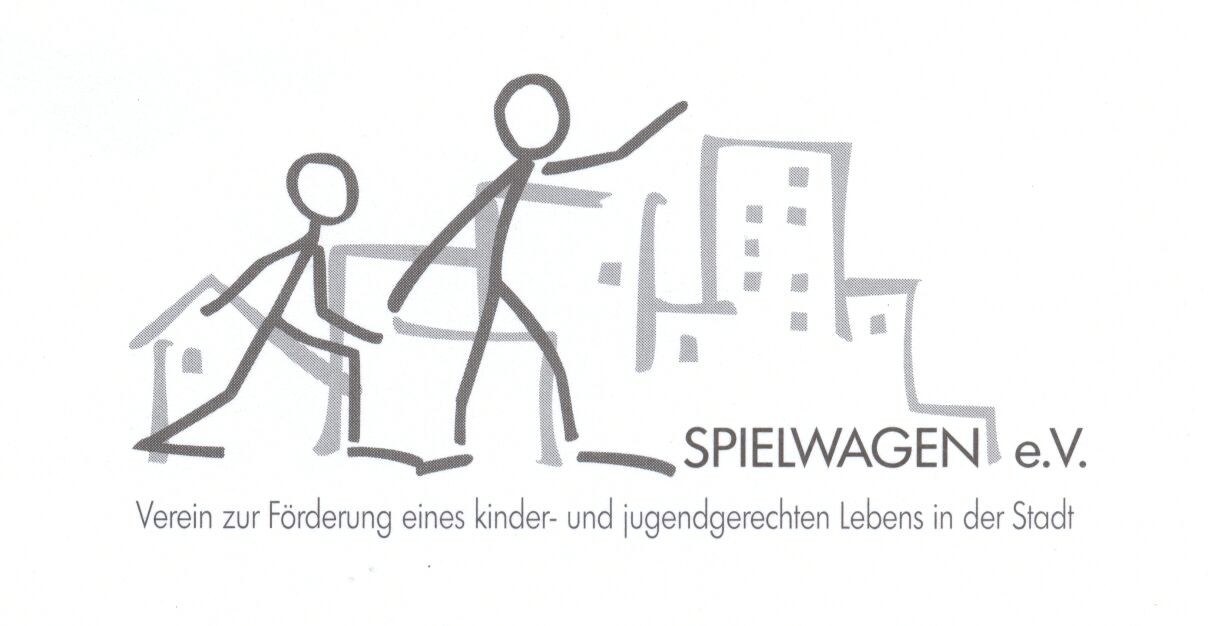 SPIELWAGEN e.V.
Verein zur Förderung eines kinder- und jugendgerechten Lebens in der Stadt